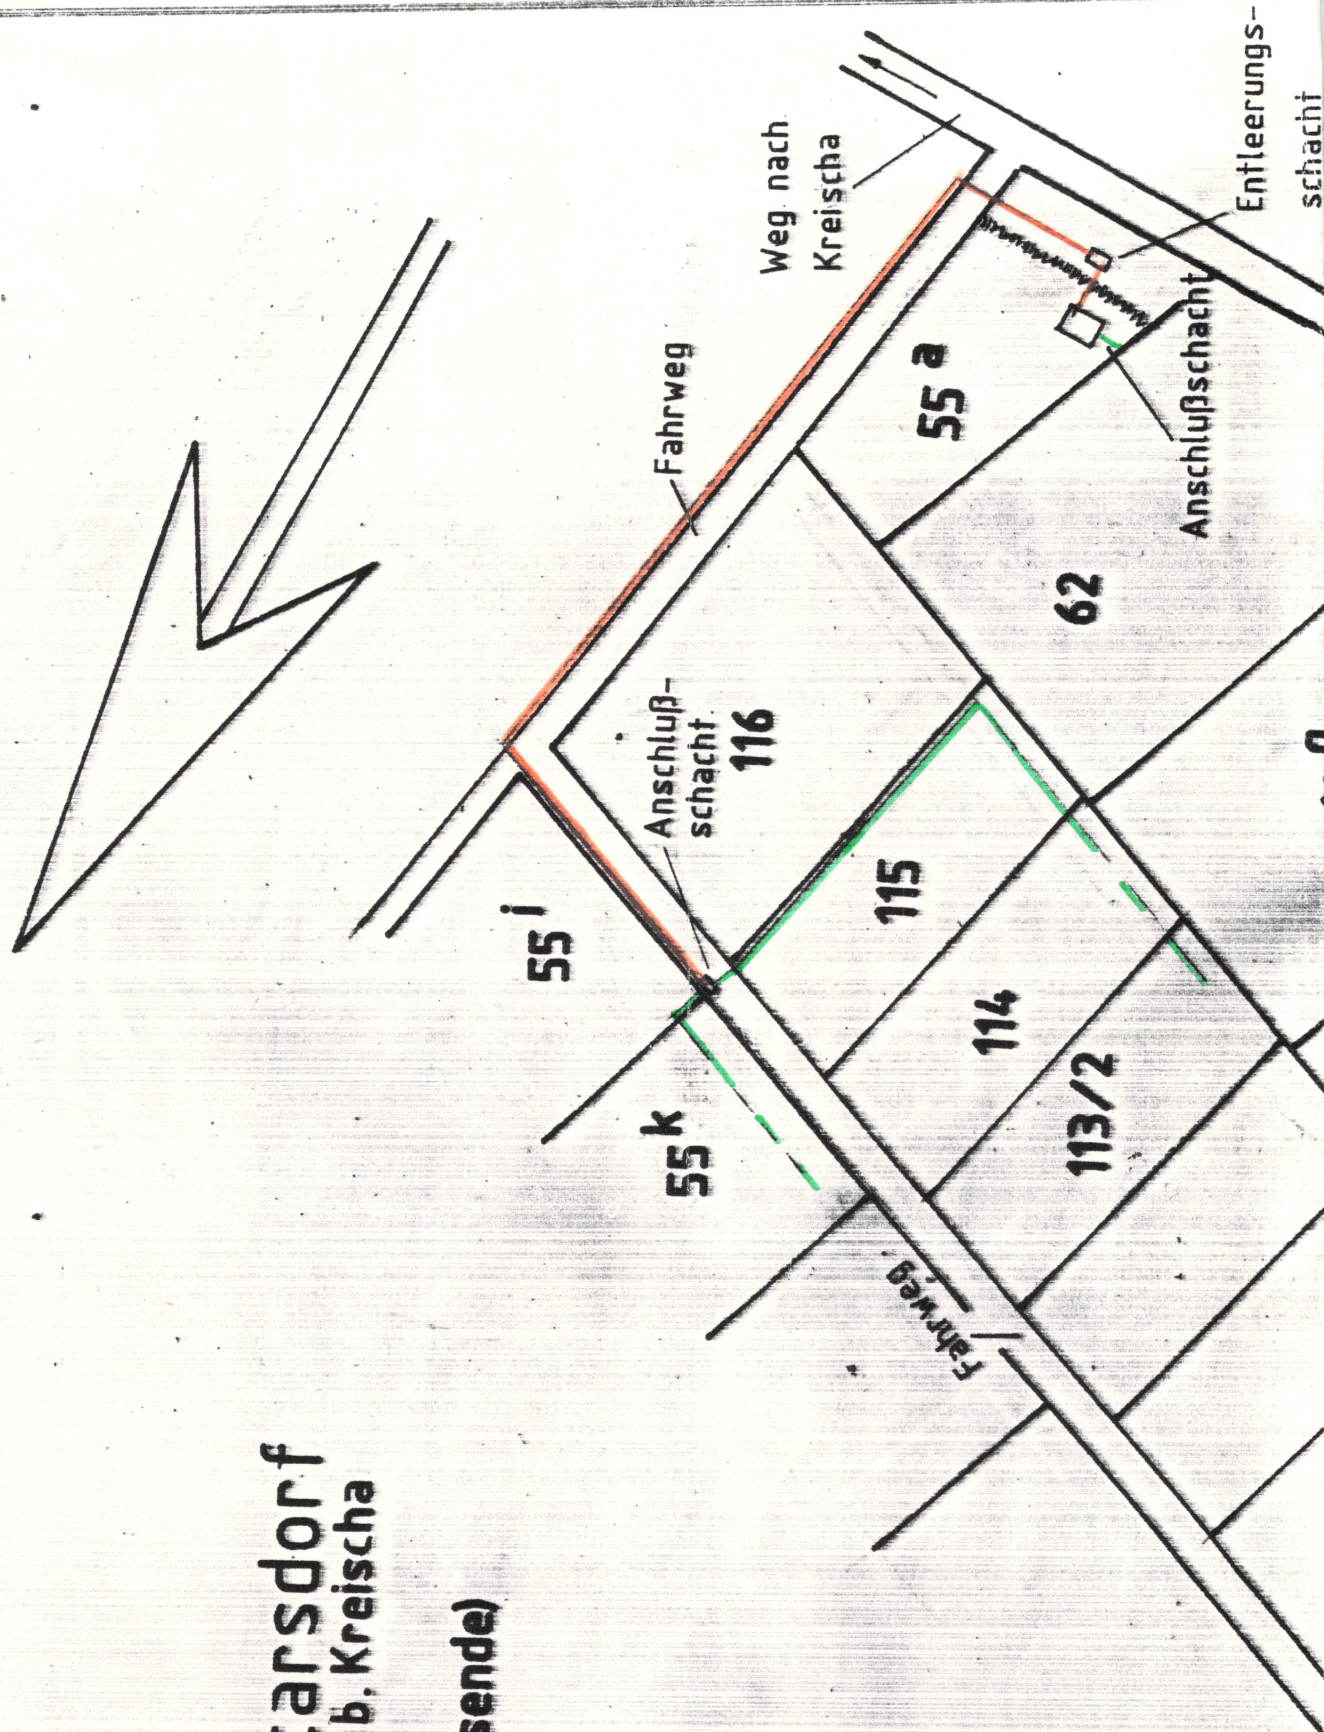 Weg nach
Kreischa
Entleerungs-
schacht
Fahrweg
55 a
Anschlußschacht
62
Anschluß-
schacht
116
115
55 i
114
113/2
55 k
Fahrweg
arsdorf
b. Kreischa
sende)